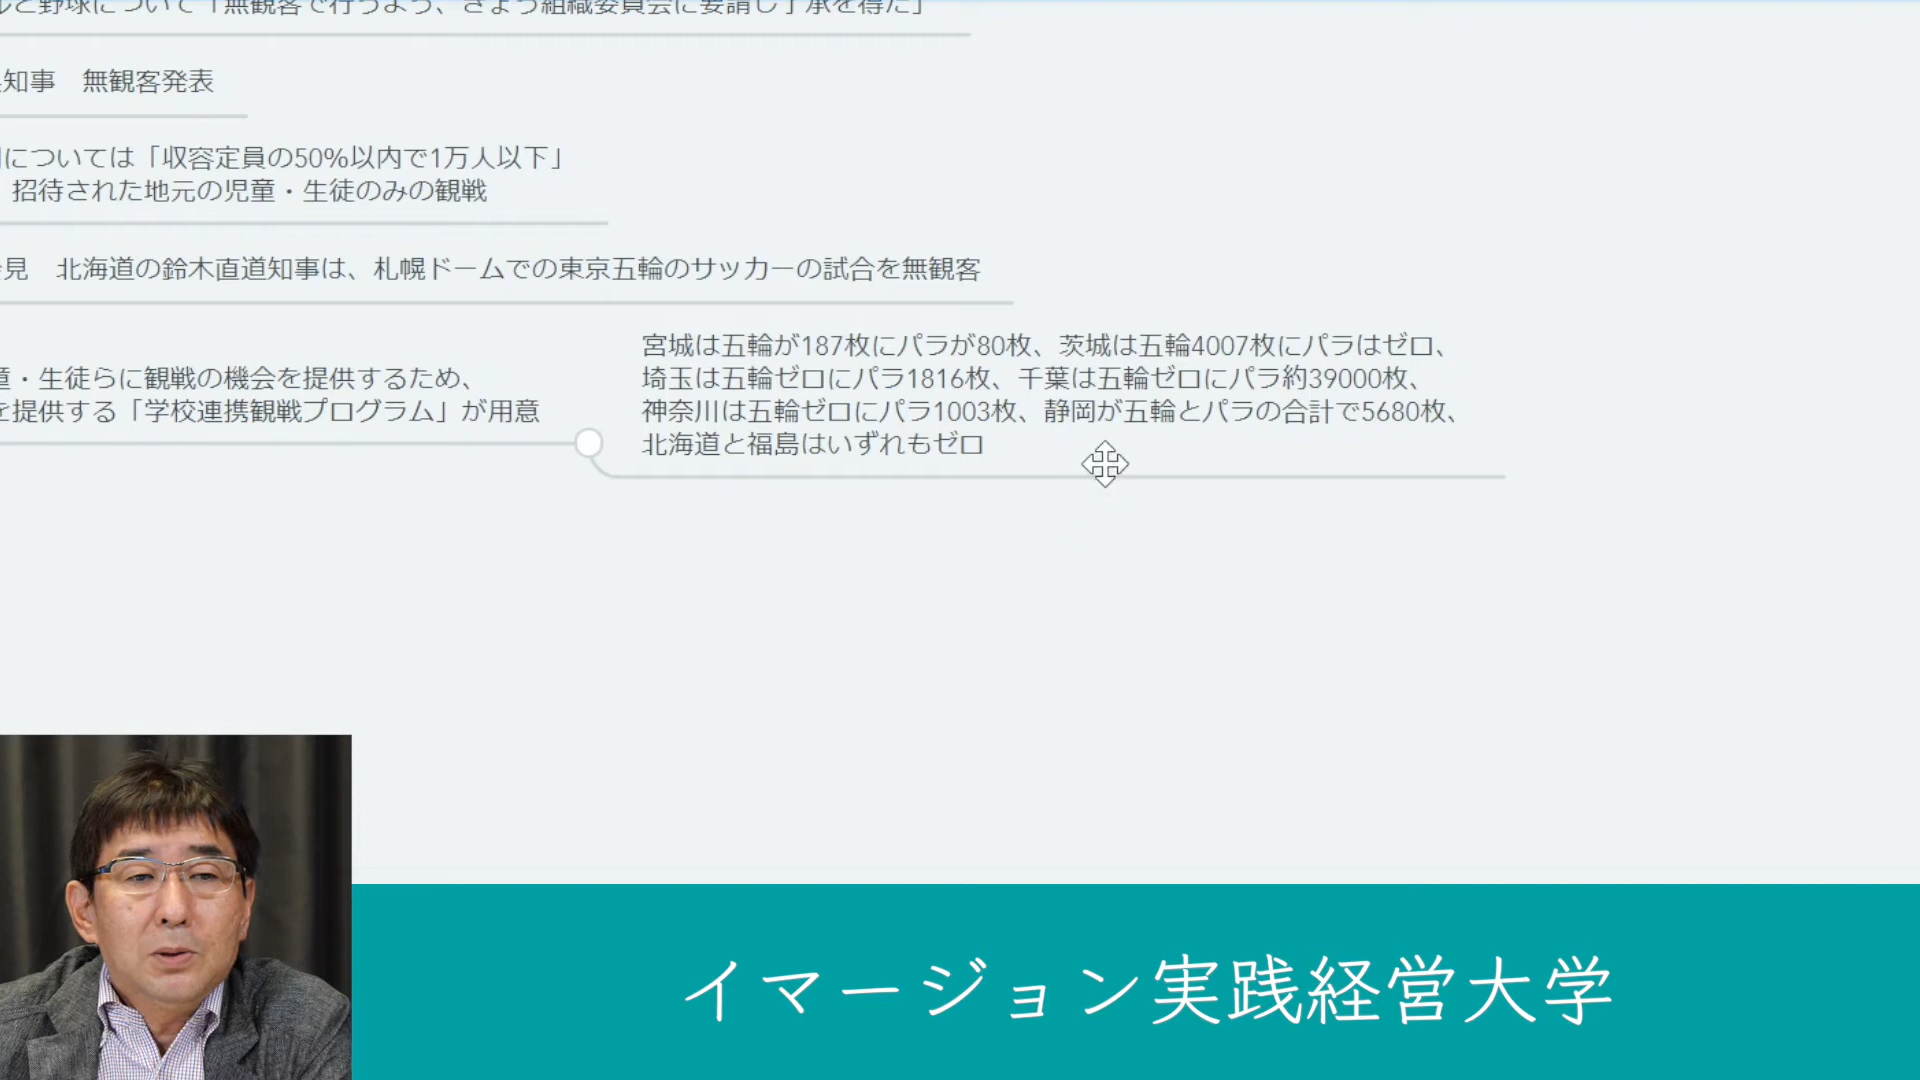 と野球について「無観客で行うよう、きょう組織委員会に要請し了承を得た」
知事　無観客発表
については「収容定員の50%以内で1万人以下」
招待された地元の児童・生徒のみの観戦
見　北海道の鈴木直道知事は、札幌ドームでの東京五輪のサッカーの試合を無観客
童・生徒らに観戦の機会を提供するため、
を提供する「学校連携観戦プログラム」が用意
宮城は五輪が187枚にパラが80枚、茨城は五輪4007枚にパラはゼロ、
埼玉は五輪ゼロにパラ1816枚、千葉は五輪ゼロにパラ約39000枚、
神奈川は五輪ゼロにパラ1003枚、静岡が五輪とパラの合計で5680枚、
北海道と福島はいずれもゼロ
イマージョン実践経営大学